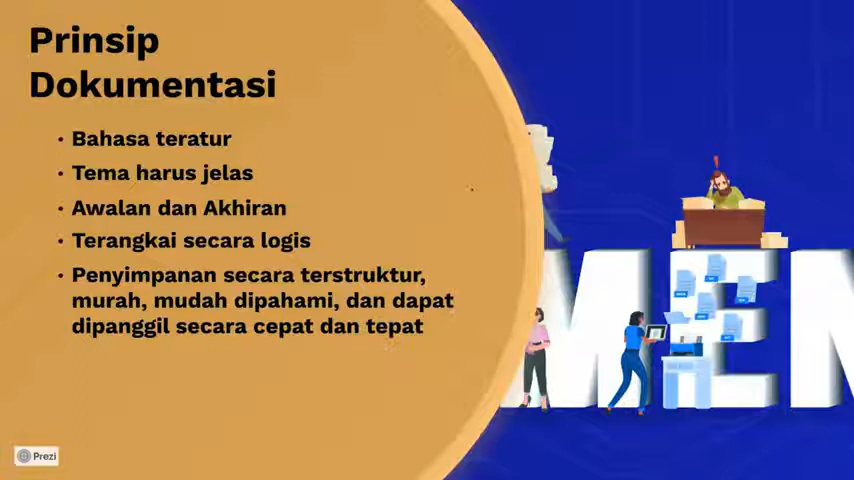 Prinsip
Dokumentasi
• Bahasa teratur
• Tema harus jelas
• Awalan dan Akhiran
• Terangkai secara logis
• Penyimpanan secara terstruktur,
murah, mudah dipahami, dan dapat
dipanggil secara cepat dan tepat
MEN
Prezi